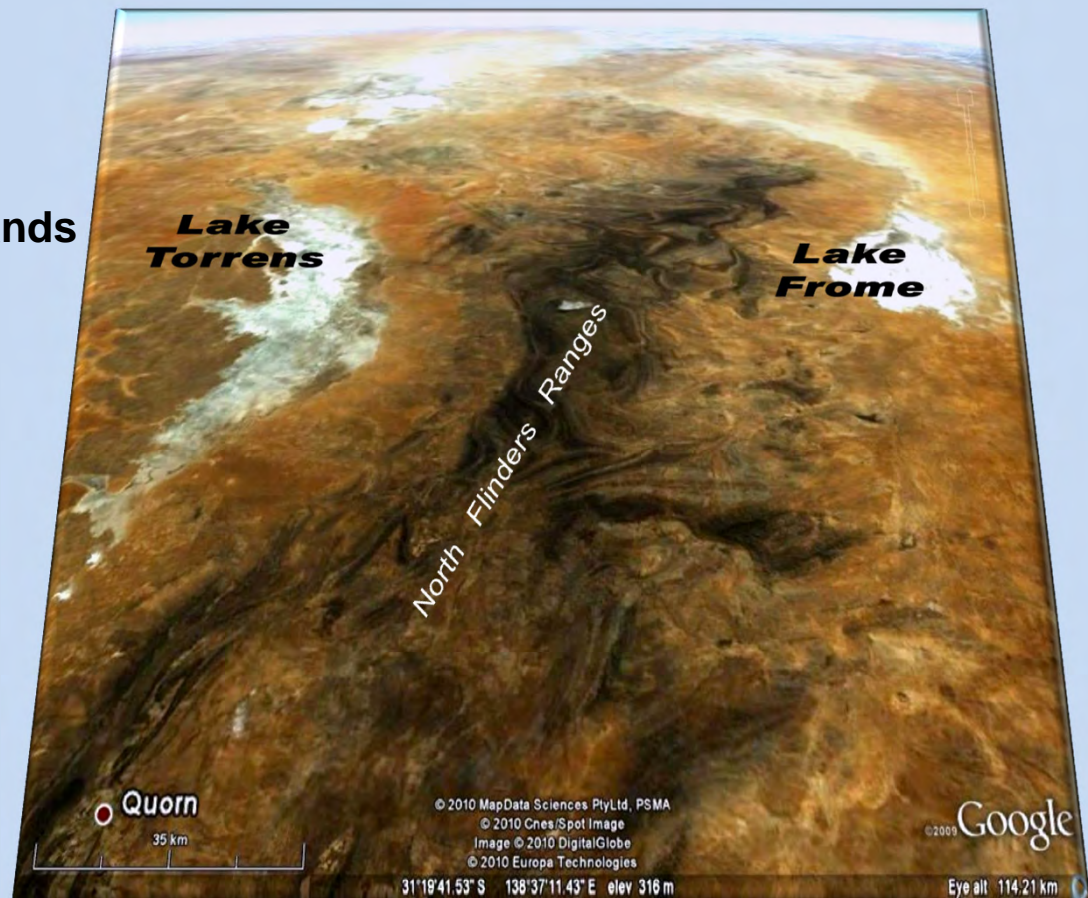 nds
Lake
Torrens
Lake
Frome
North Flinders Ranges
Quorn
35 km
© 2010 MapData Sciences PtyLtd, PSMA
© 2010 Cnes/Spot Image
Image © 2010 DigitalGlobe
© 2010 Europa Technologies
©2009 Google
31°19'41.53" S 138°37'11.43" E elev 316 m
Eye alt 114.21 km